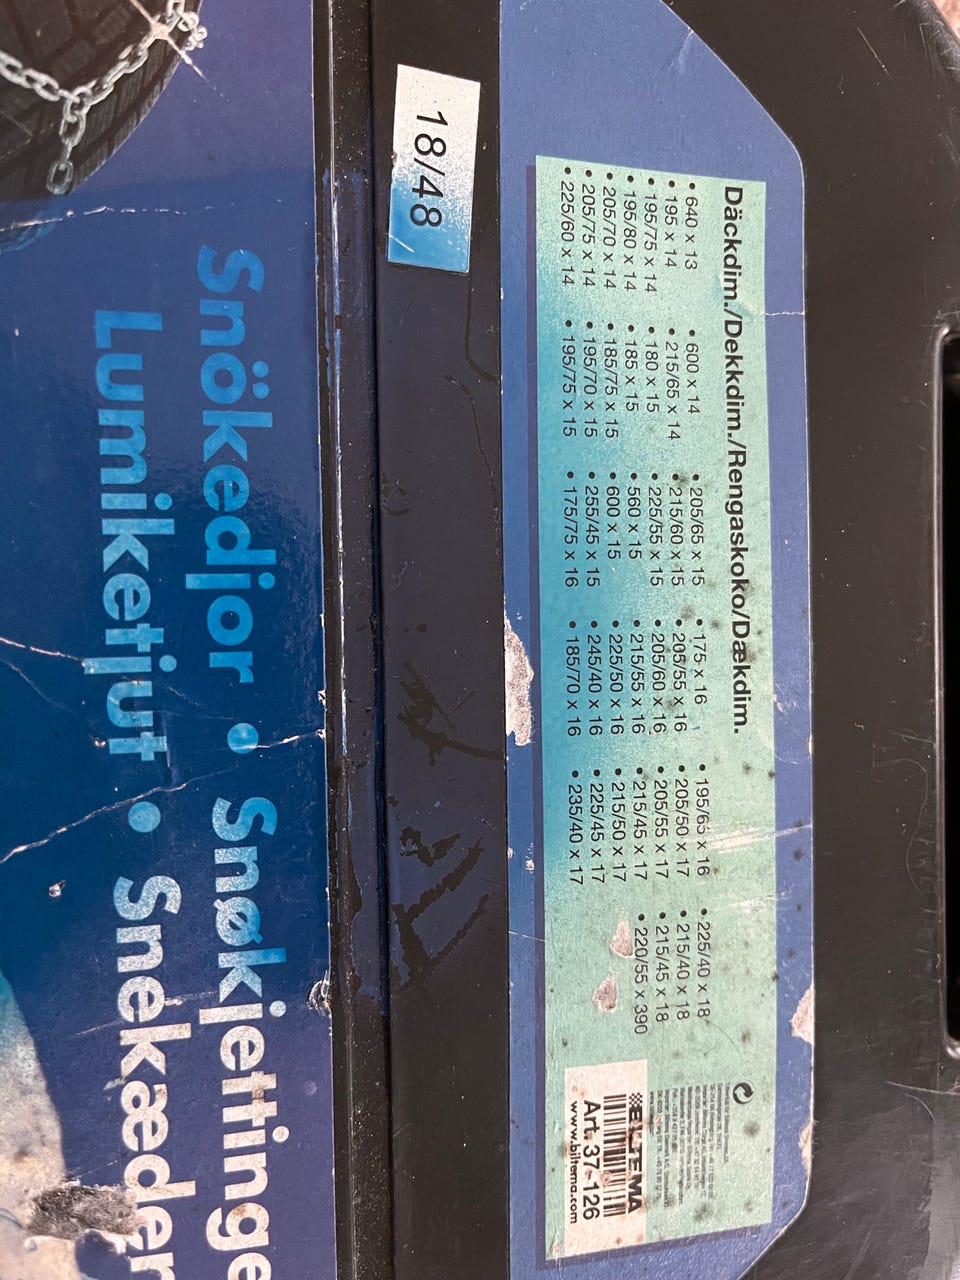 Däckdim./Dekkdim./Rengaskoko/Dækdim.
• 640 x 13
• 195 x 14
• 195/75 x 14
• 195/80 x 14
• 205/70 x 14
• 205/75 x 14
• 225/60 x 14
• 600 x 14
• 215/65 x 14
• 180 x 15
• 185 x 15
• 185/75 x 15
• 195/70 x 15
• 195/75 x 15
• 205/65 x 15
• 215/60 x 15
• 225/55 x 15
• 560 x 15
• 600 x 15
• 255/45 x 15
• 175/75 x 16
• 175 x 16
• 205/55 x 16
• 205/60 x 16
• 215/55 x 16
• 225/50 x 16
• 245/40 x 16
• 185/70 x 16
• 195/65 x 16
• 205/50 x 17
• 205/55 x 17
• 215/45 x 17
• 215/50 x 17
• 225/45 x 17
• 235/40 x 17
• 225/40 x 18
• 215/40 x 18
• 215/45 x 18
• 220/55 x 390
BILTEMA
Art. 37-126
www.biltema.com
18/48
Snökedjor • Snøkjettinge
Lumiketjut • Snekæder